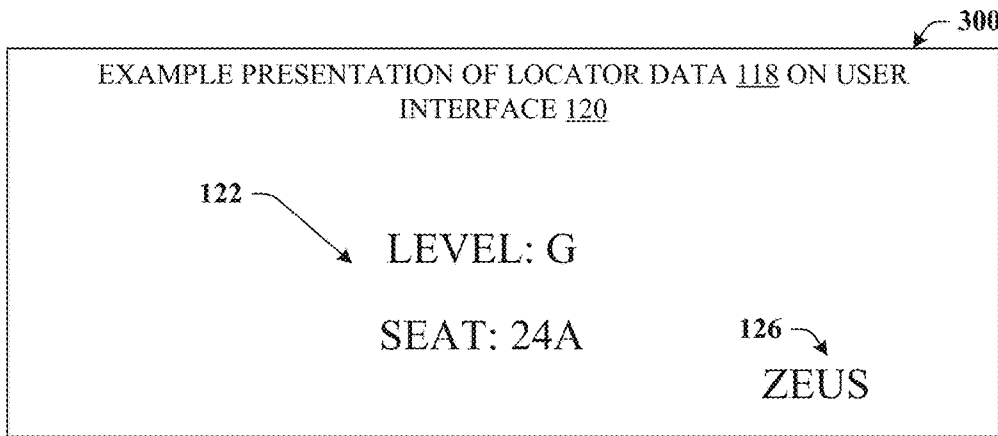 300
EXAMPLE PRESENTATION OF LOCATOR DATA 118 ON USER
INTERFACE 120
122
LEVEL: G
SEAT: 24A
126
ZEUS